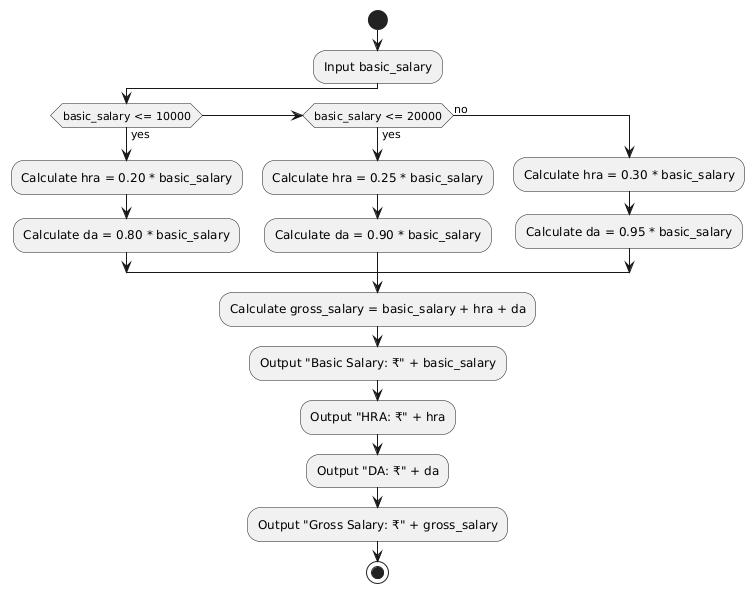 Input basic_salary
basic_salary <= 10000
basic_salary <= 20000
no
yes
yes
Calculate hra = 0.20 * basic_salary
Calculate hra = 0.25 * basic_salary
Calculate hra = 0.30 * basic_salary
Calculate da = 0.80 * basic_salary
Calculate da = 0.90 * basic_salary
Calculate da = 0.95 * basic_salary
Calculate gross_salary = basic_salary + hra + da
Output "Basic Salary: ₹" + basic_salary
Output "HRA: ₹" + hra
Output "DA: ₹" + da
Output "Gross Salary: ₹" + gross_salary